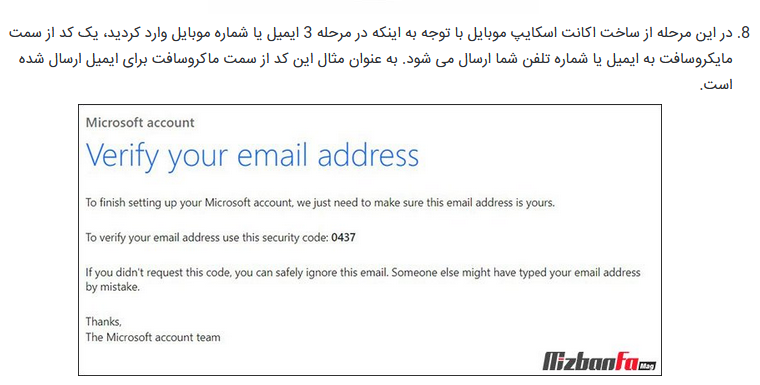 8. در این مرحله از ساخت اکانت اسکایپ موبایل با توجه به اینکه در مرحله 3 ایمیل یا شماره موبایل وارد کردید، یک کد از سمت
مایکروسافت به ایمیل یا شماره تلفن شما ارسال می شود. به عنوان مثال این کد از سمت ماکروسافت برای ایمیل ارسال شده
است.
Microsoft account
Verify your email address
To finish setting up your Microsoft account, we just need to make sure this email address is yours.
To verify your email address use this security code: 0437
If you didn't request this code, you can safely ignore this email. Someone else might have typed your email address
by mistake.
Thanks,
The Microsoft account team
MizbanFa Mag